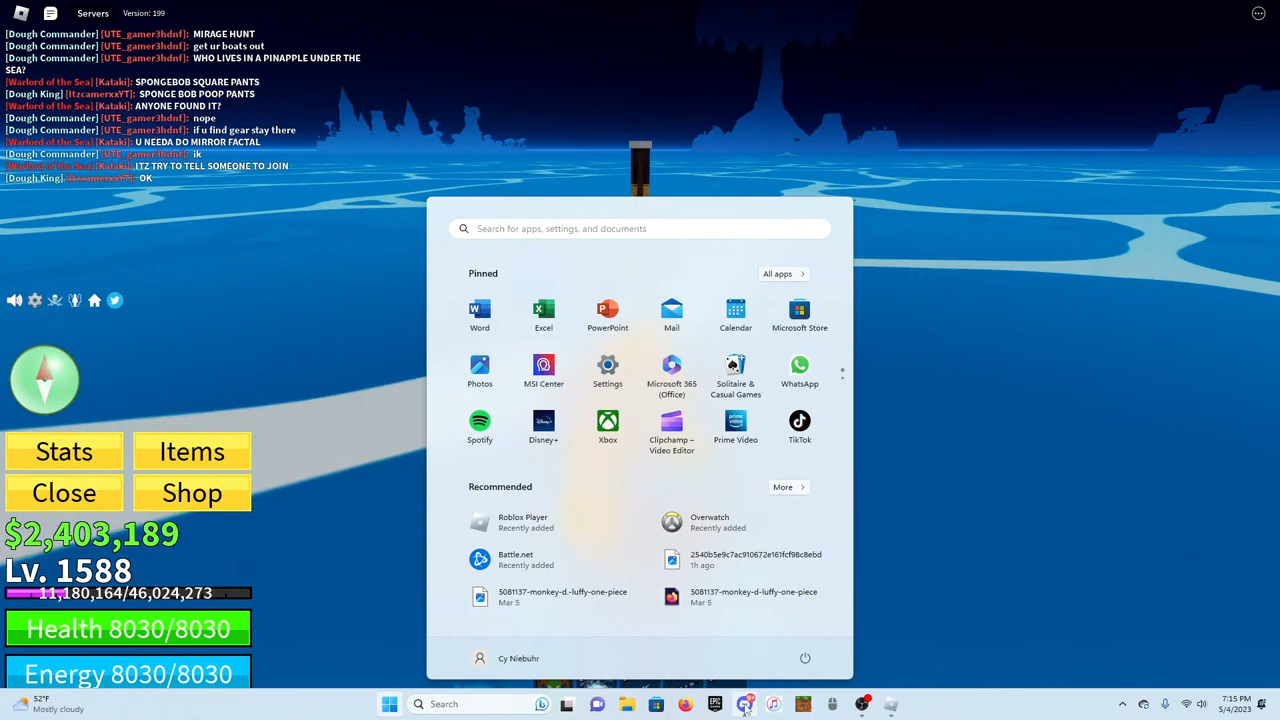 Servers
Version: 199
[Dough Commander] [UTE_gamer3hdnf]: MIRAGE HUNT
[Dough Commander] [UTE_gamer3hdnf]: get ur boats out
[Dough Commander] [UTE_gamer3hdnf]: WHO LIVES IN A PINAPPLE UNDER THE
SEA?
[Warlord of the Sea] [Kataki]: SPONGEBOB SQUARE PANTS
[Dough King] [ItzcamerxxYT]: SPONGE BOB POOP PANTS
[Warlord of the Sea] [Kataki]: ANYONE FOUND IT?
[Dough Commander] [UTE_gamer3hdnf]: nope
[Dough Commander] [UTE_gamer3hdnf]: if u find gear stay there
[Warlord of the Sea] [Kataki]: U NEEDA DO MIRROR FACTAL
[Dough Commander] [UTE_gamer3hdnf]: ik
[Warlord of the Sea] [Kataki]: ITZ TRY TO TELL SOMEONE TO JOIN
[Dough King] [ItzcamerxxYT]: OK
Stats
Items
Close
Shop
$2,403,189
Lv. 1588
11,180,164/46,024,273
Health 8030/8030
Energy 8030/8030
Search for apps, settings, and documents
Pinned
All apps
Word
Excel
PowerPoint
Mail
Calendar
Microsoft Store
Photos
MSI Center
Settings
Microsoft 365
(Office)
Solitaire &
Casual Games
WhatsApp
Spotify
Disney+
Xbox
Clipchamp –
Video Editor
Prime Video
TikTok
Recommended
More
Roblox Player
Recently added
Overwatch
Recently added
Battle.net
Recently added
2540b5e9c7ac910672e161fcf98c8ebd
1h ago
5081137-monkey-d.-luffy-one-piece
Mar 5
5081137-monkey-d-luffy-one-piece
Mar 5
Cy Niebuhr
52°F
Mostly cloudy
Search
7:15 PM
5/4/2023